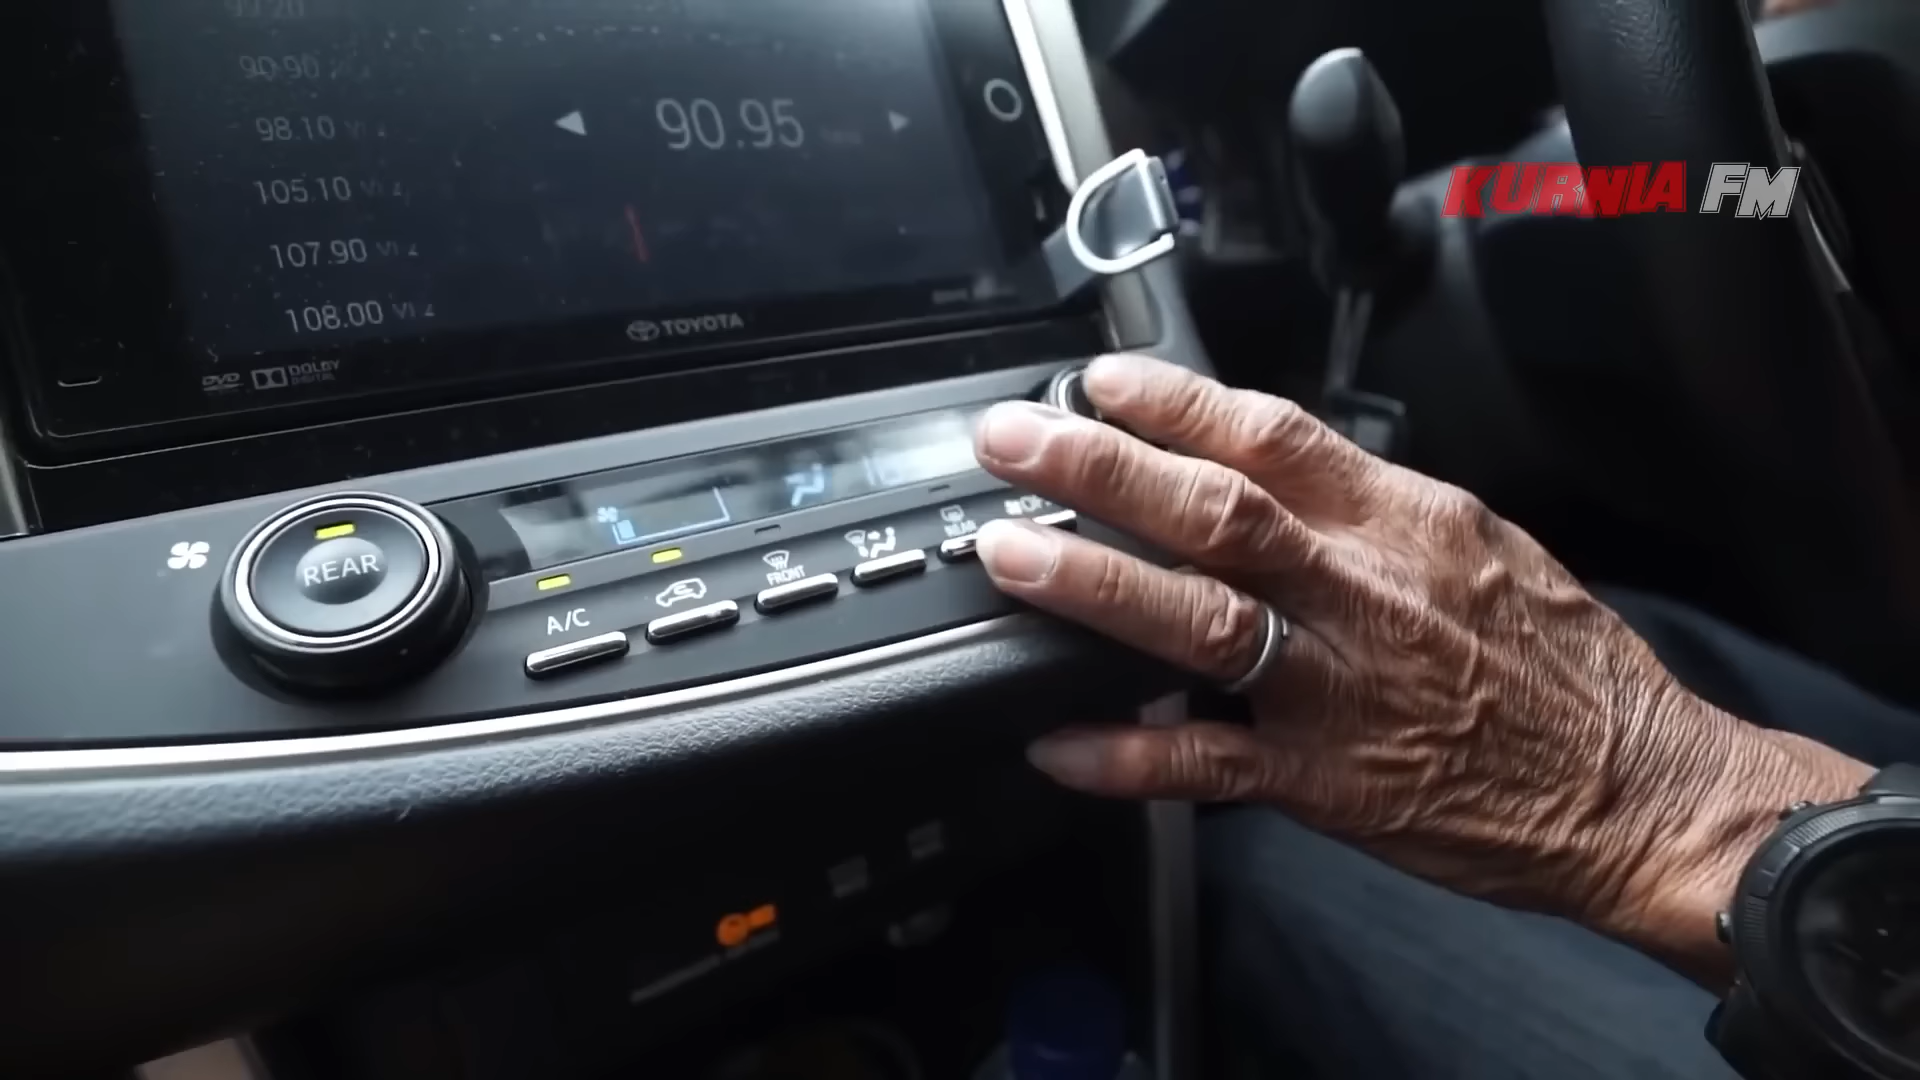 90.90
98.10
105.10
107.90
108.00
90.95
KURNIA FM
TOYOTA
DVD
DOLBY
DIGITAL
REAR
A/C
FRONT
REAR